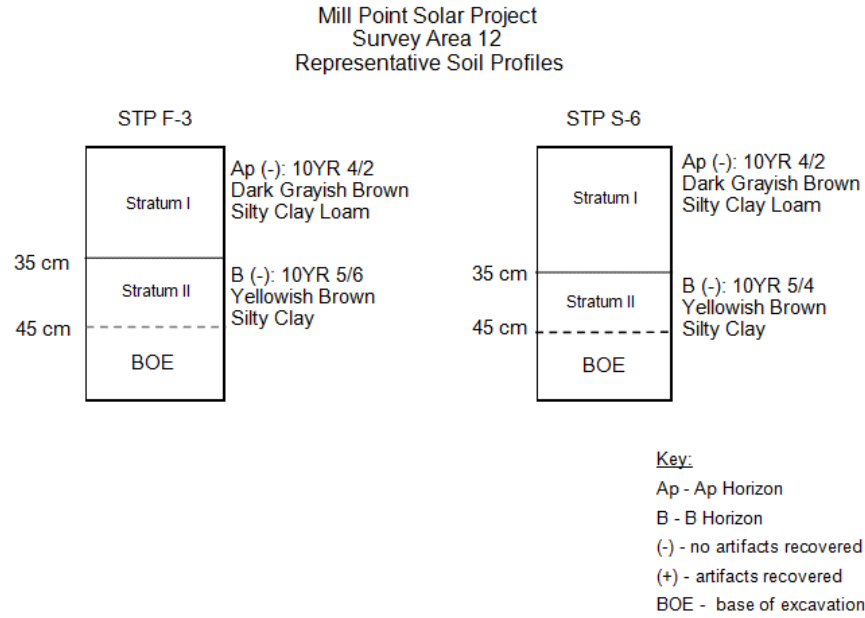 Mill Point Solar Project
Survey Area 12
Representative Soil Profiles
STP F-3
Stratum I
Ap (-): 10YR 4/2
Dark Grayish Brown
Silty Clay Loam
35 cm
Stratum II
B (-): 10YR 5/6
Yellowish Brown
Silty Clay
45 cm
BOE
STP S-6
Stratum I
Ap (-): 10YR 4/2
Dark Grayish Brown
Silty Clay Loam
35 cm
Stratum II
B (-): 10YR 5/4
Yellowish Brown
Silty Clay
45 cm
BOE
Key:
Ap - Ap Horizon
B - B Horizon
(-) - no artifacts recovered
(+) - artifacts recovered
BOE - base of excavation